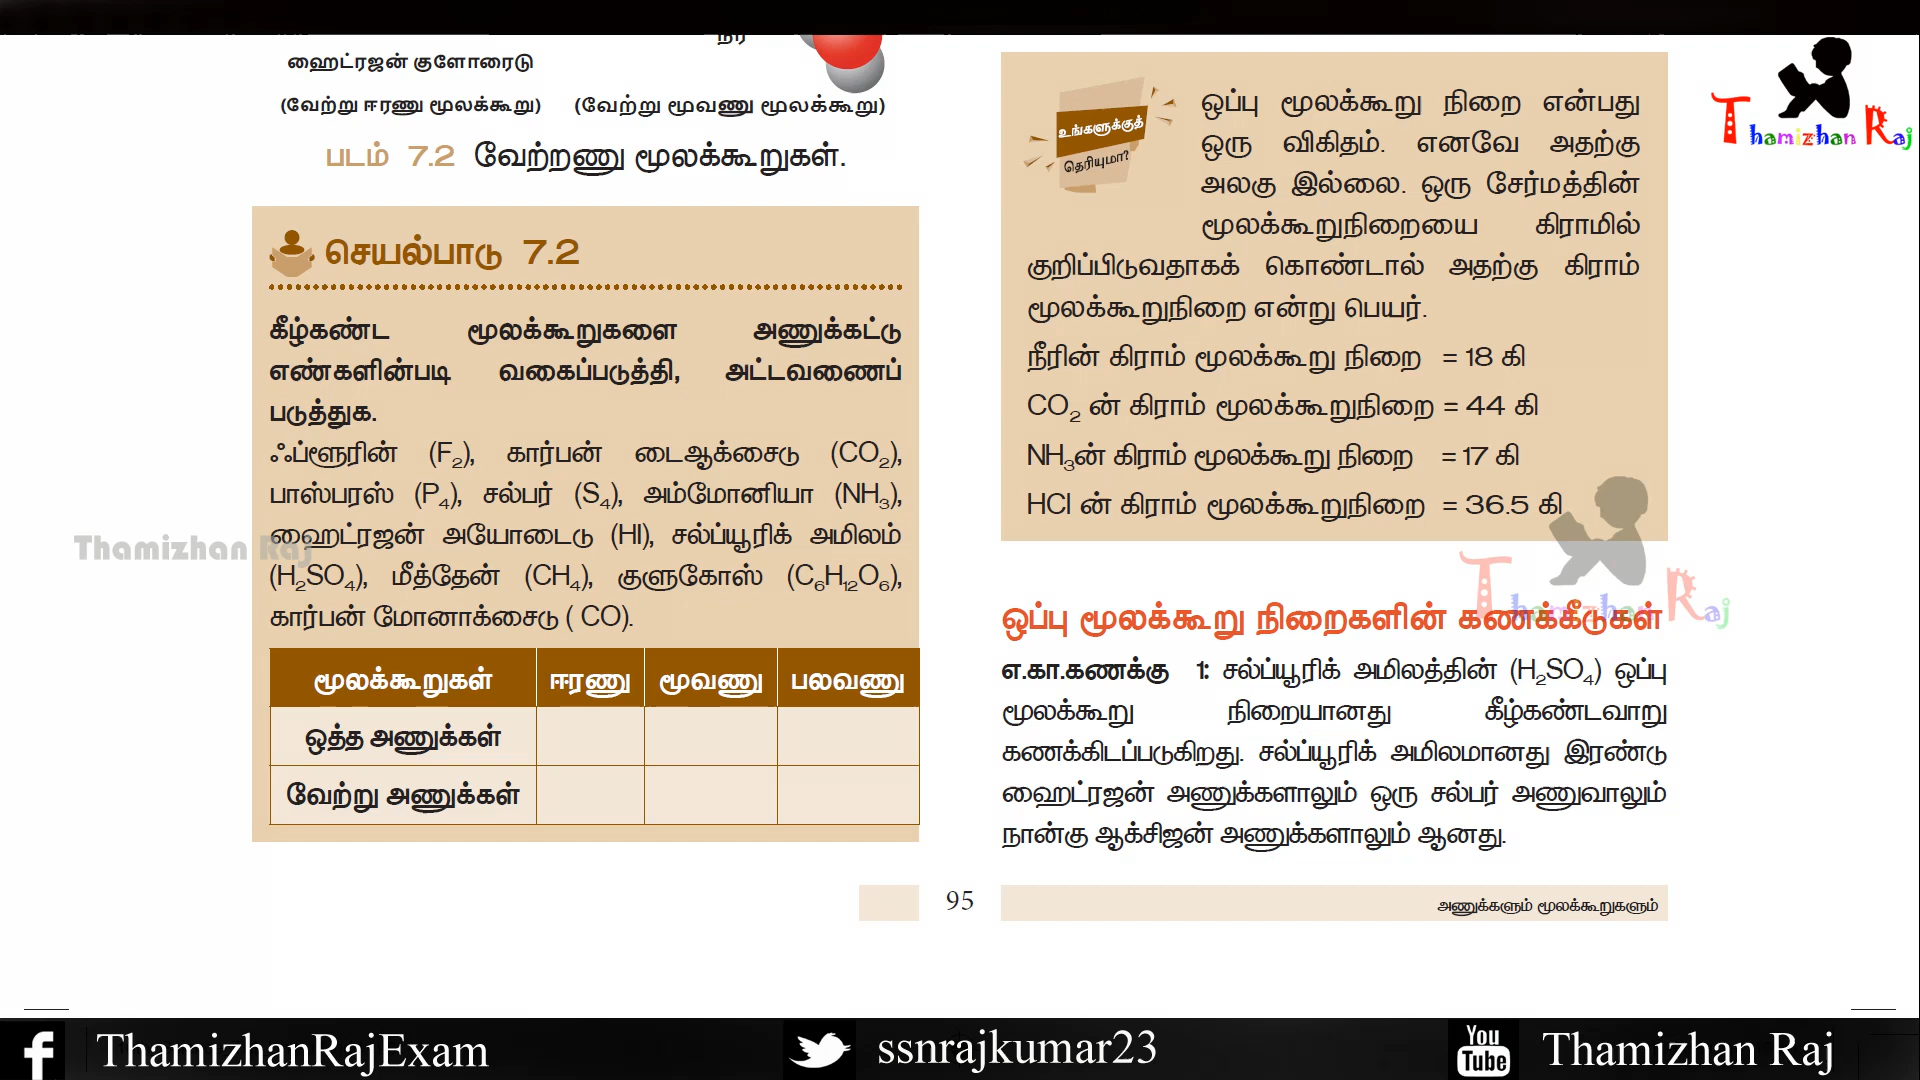 நீர்
ஹைட்ரஜன் குளோரைடு
(வேற்று ஈரணு மூலக்கூறு)
(வேற்று மூவணு மூலக்கூறு)
படம் 7.2 வேற்றணு மூலக்கூறுகள்.
செயல்பாடு 7.2
கீழ்கண்ட மூலக்கூறுகளை அணுக்கட்டு
எண்களின்படி வகைப்படுத்தி, அட்டவணைப்
படுத்துக.
ஃப்ளூரின் (F₂), கார்பன் டைஆக்சைடு (CO₂),
பாஸ்பரஸ் (P₄), சல்பர் (S₄), அம்மோனியா (NH₃),
ஹைட்ரஜன் அயோடைடு (HI), சல்ப்யூரிக் அமிலம்
(H₂SO₄), மீத்தேன் (CH₄), குளுகோஸ் (C₆H₁₂O₆),
கார்பன் மோனாக்சைடு ( CO).
மூலக்கூறுகள் ஈரணு மூவணு பலவணு
ஒத்த அணுக்கள்
வேற்று அணுக்கள்
Thamizhan Raj
உங்களுக்குத்
தெரியுமா?
ஒப்பு மூலக்கூறு நிறை என்பது
ஒரு விகிதம். எனவே அதற்கு
அலகு இல்லை. ஒரு சேர்மத்தின்
மூலக்கூறுநிறையை கிராமில்
குறிப்பிடுவதாகக் கொண்டால் அதற்கு கிராம்
மூலக்கூறுநிறை என்று பெயர்.
நீரின் கிராம் மூலக்கூறு நிறை = 18 கி
CO₂ ன் கிராம் மூலக்கூறுநிறை = 44 கி
NH₃ன் கிராம் மூலக்கூறு நிறை = 17 கி
HCl ன் கிராம் மூலக்கூறுநிறை = 36.5 கி
ஒப்பு மூலக்கூறு நிறைகளின் கணக்கீடுகள்
எ.கா.கணக்கு 1: சல்ப்யூரிக் அமிலத்தின் (H₂SO₄) ஒப்பு
மூலக்கூறு நிறையானது கீழ்கண்டவாறு
கணக்கிடப்படுகிறது. சல்ப்யூரிக் அமிலமானது இரண்டு
ஹைட்ரஜன் அணுக்களாலும் ஒரு சல்பர் அணுவாலும்
நான்கு ஆக்சிஜன் அணுக்களாலும் ஆனது.
Thamizhan Raj
Thamizhan Raj
95
அணுக்களும் மூலக்கூறுகளும்
ThamizhanRajExam
ssnrajkumar23
You
Tube
Thamizhan Raj